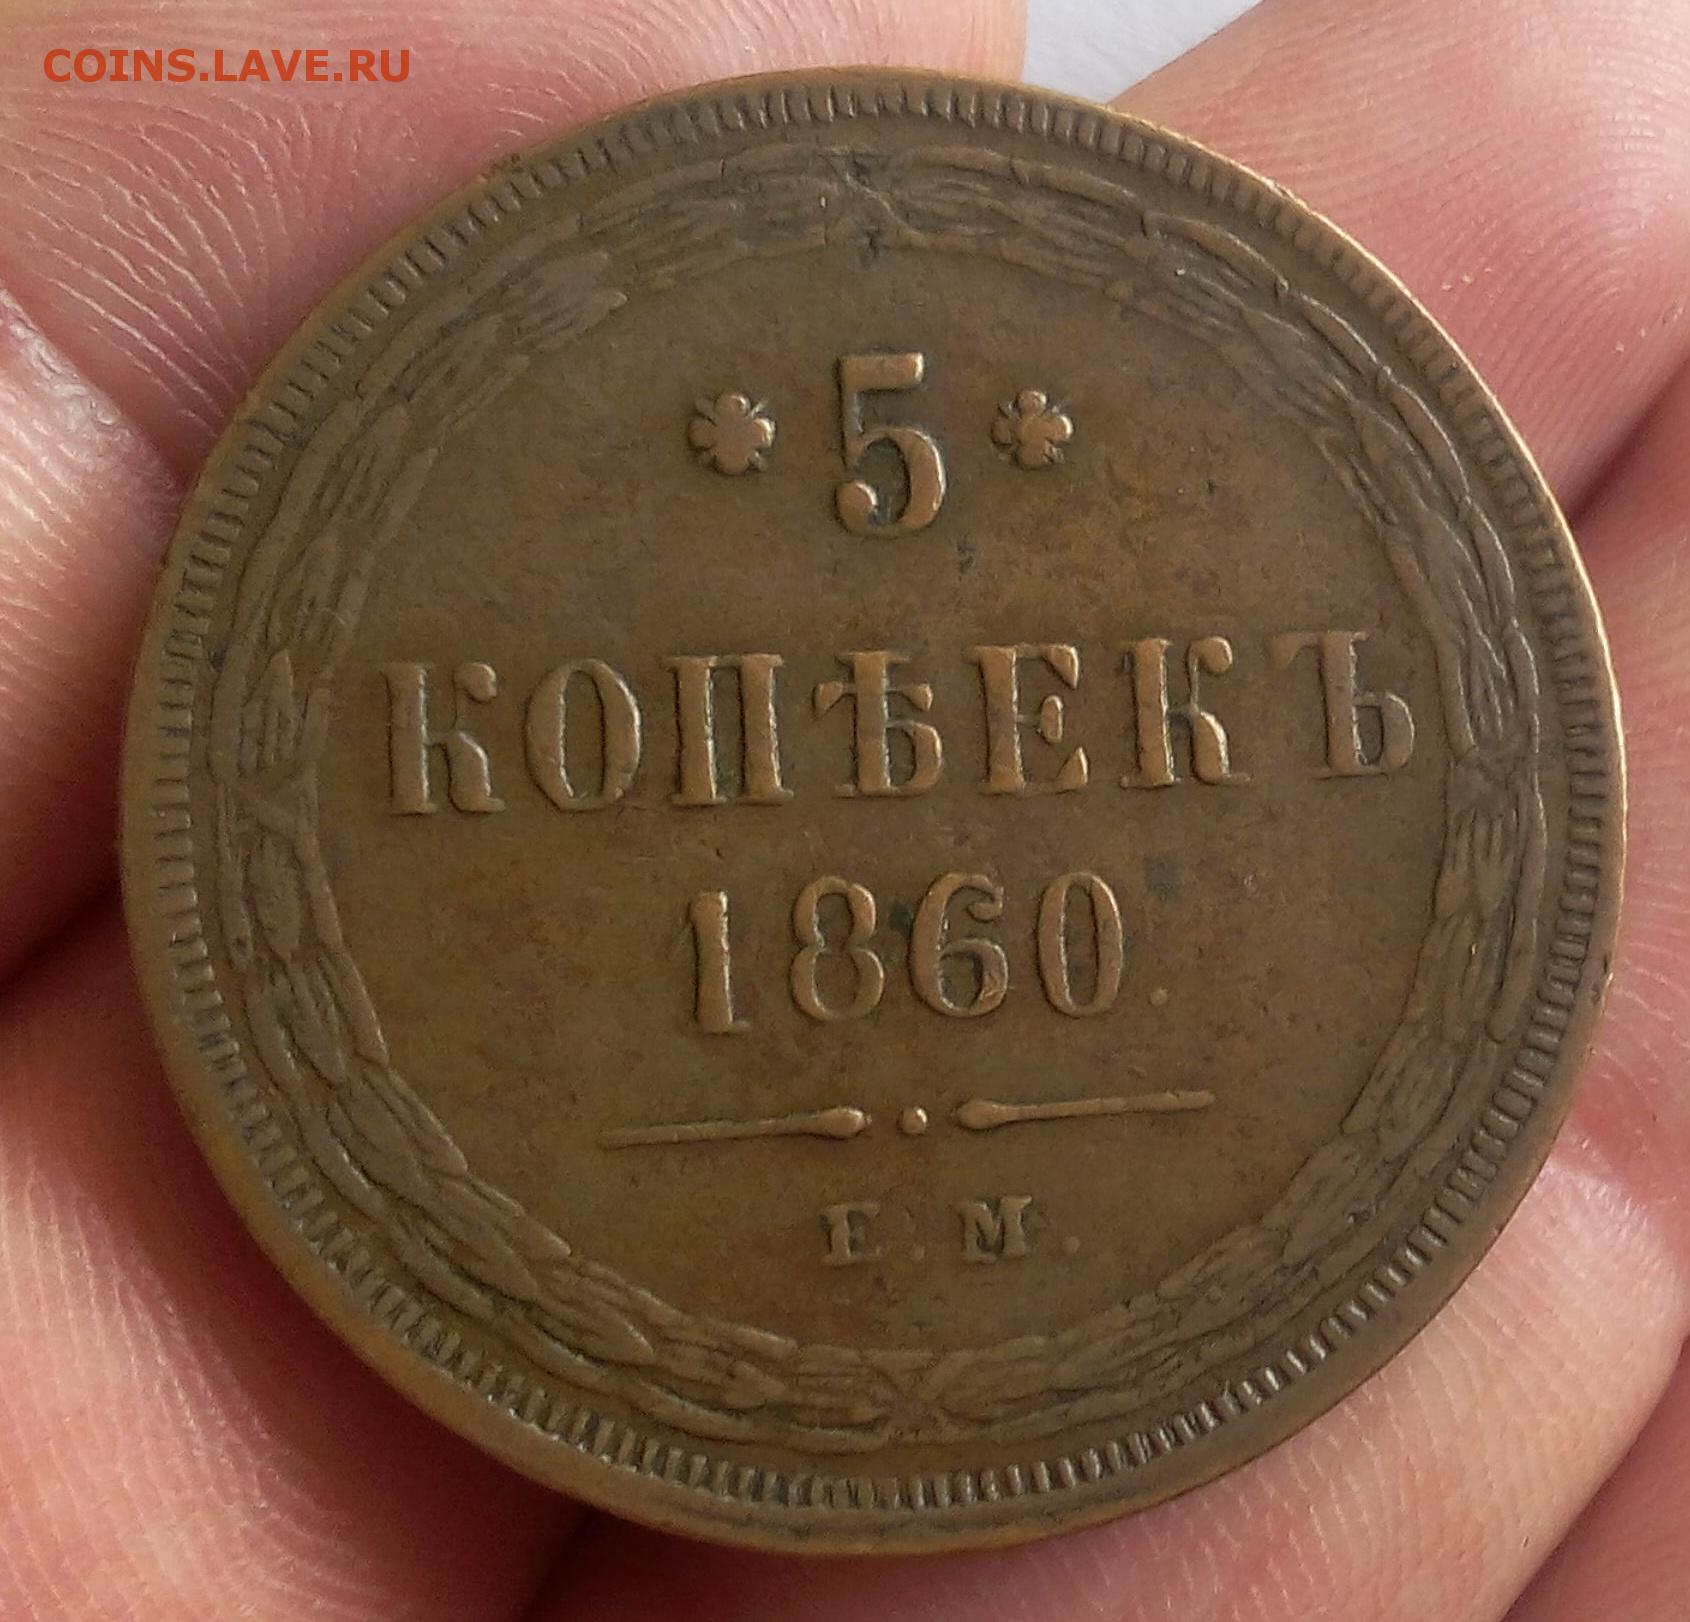 COINS.LAVE.RU
* 5 *
КОПѢЕКЪ
1860.
Е. М.